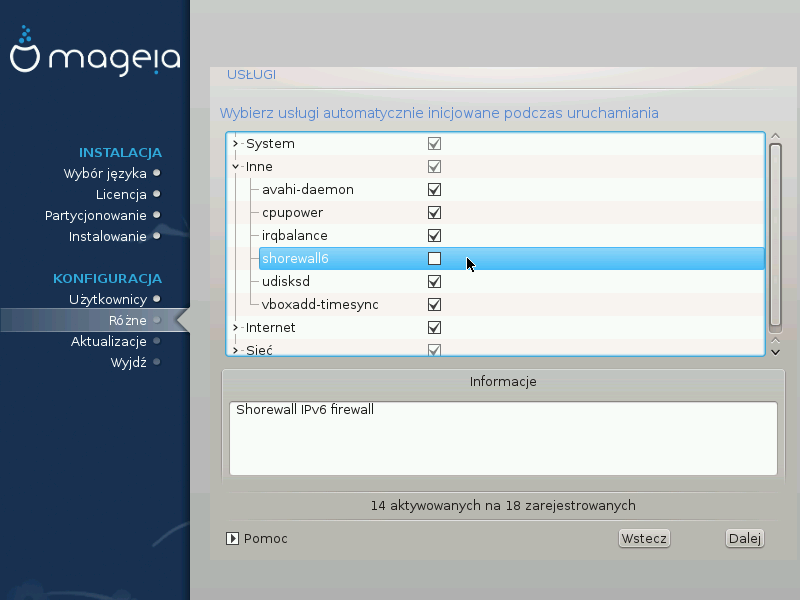 mageia
INSTALACJA
Wybór języka
Licencja
Partycjonowanie
Instalowanie
KONFIGURACJA
Użytkownicy
Różne
Aktualizacje
Wyjdź
USŁUGI
Wybierz usługi automatycznie inicjowane podczas uruchamiania
System
Inne
avahi-daemon
cpupower
irqbalance
shorewall6
udisksd
vboxadd-timesync
Internet
Sieć
Informacje
Shorewall IPv6 firewall
14 aktywowanych na 18 zarejestrowanych
Pomoc
Wstecz
Dalej